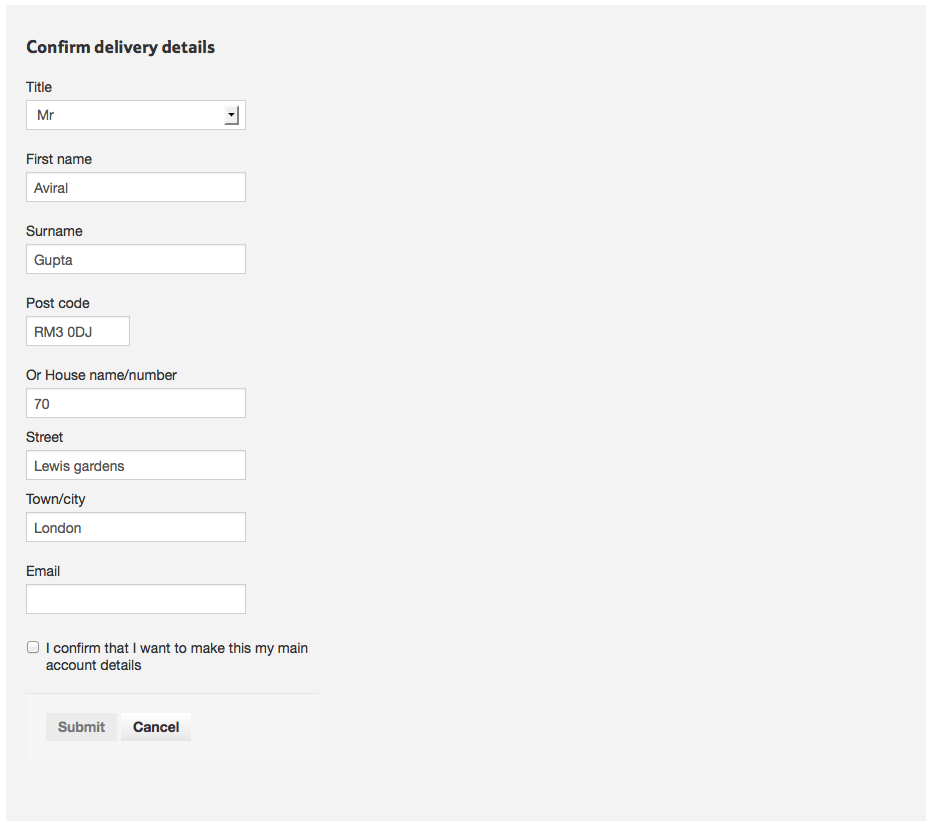 Confirm delivery details
Title
Mr
First name
Aviral
Surname
Gupta
Post code
RM3 0DJ
Or House name/number
70
Street
Lewis gardens
Town/city
London
Email
I confirm that I want to make this my main
account details
Submit Cancel